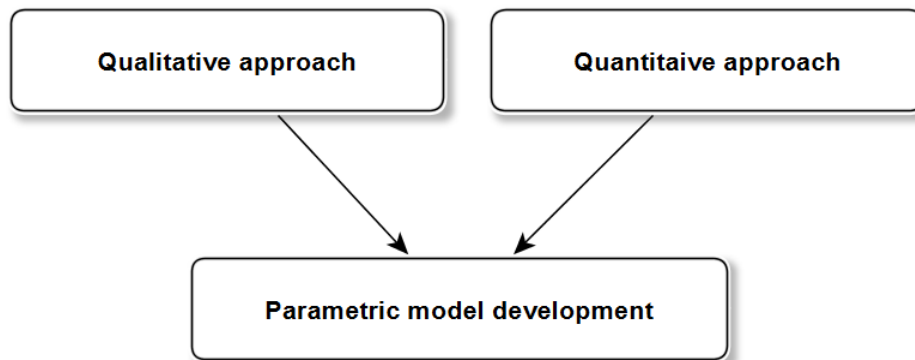 Qualitative approach
Quantitaive approach
Parametric model development